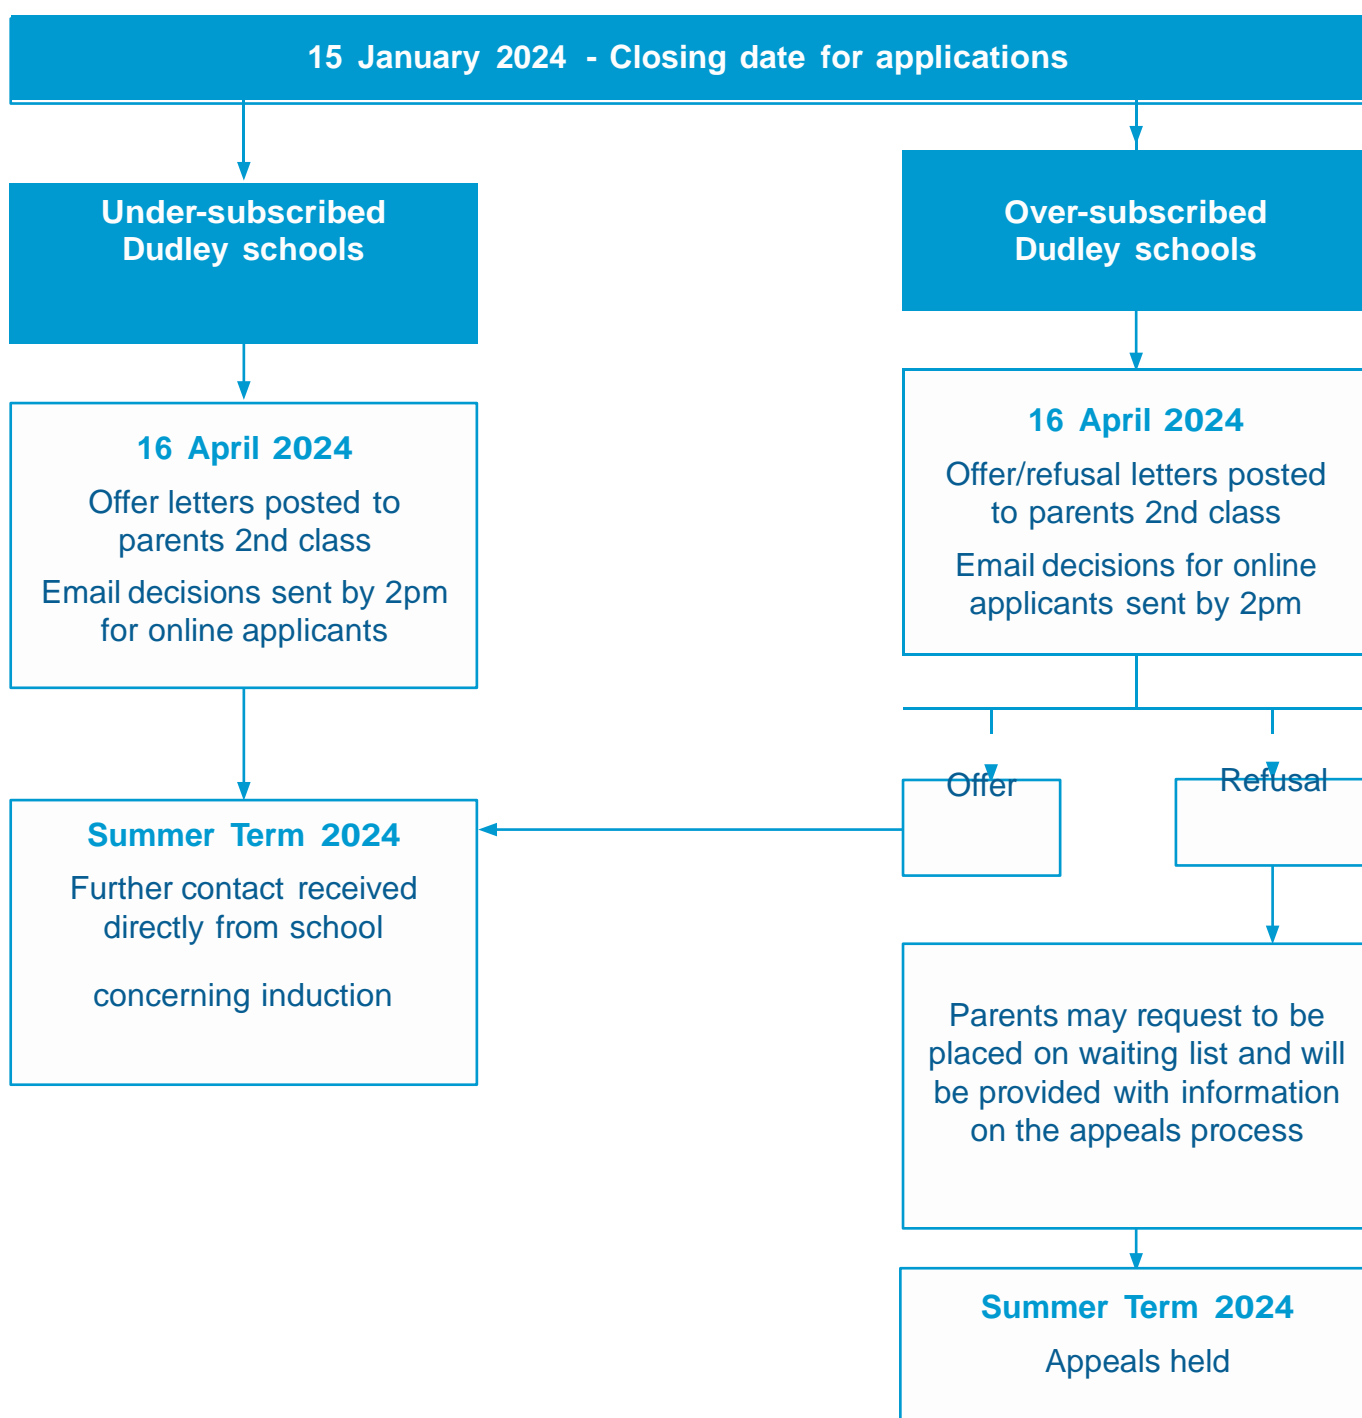 15 January 2024 - Closing date for applications
Under-subscribed
Dudley schools
Over-subscribed
Dudley schools
16 April 2024
Offer letters posted to
parents 2nd class
Email decisions sent by 2pm
for online applicants
16 April 2024
Offer/refusal letters posted
to parents 2nd class
Email decisions for online
applicants sent by 2pm
Offer
Refusal
Summer Term 2024
Further contact received
directly from school
concerning induction
Parents may request to be
placed on waiting list and will
be provided with information
on the appeals process
Summer Term 2024
Appeals held